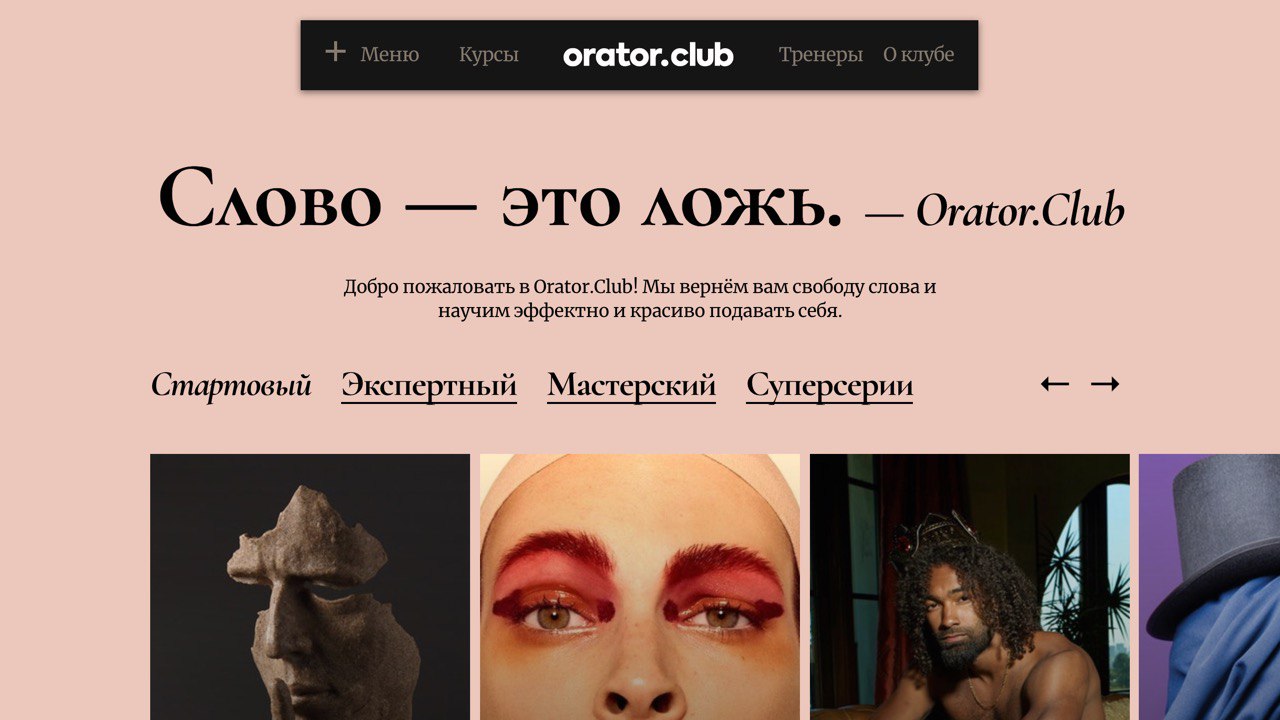 + Меню Курсы orator.club Тренеры О клубе
Слово — это ложь. — Orator.Club
Добро пожаловать в Orator.Club! Мы вернём вам свободу слова и
научим эффектно и красиво подавать себя.
Стартовый Экспертный Мастерский Суперсерии ← →